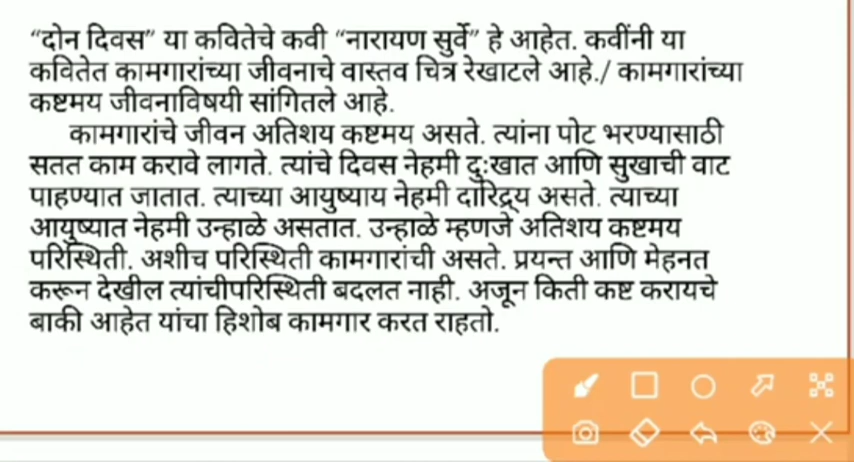 “दोन दिवस” या कवितेचे कवी “नारायण सुर्वे” हे आहेत. कवींनी या
कवितेत कामगारांच्या जीवनाचे वास्तव चित्र रेखाटले आहे./ कामगारांच्या
कष्टमय जीवनाविषयी सांगितले आहे.
कामगारांचे जीवन अतिशय कष्टमय असते. त्यांना पोट भरण्यासाठी
सतत काम करावे लागते. त्यांचे दिवस नेहमी दुःखात आणि सुखाची वाट
पाहण्यात जातात. त्याच्या आयुष्याय नेहमी दारिद्र्य असते. त्याच्या
आयुष्यात नेहमी उन्हाळे असतात. उन्हाळे म्हणजे अतिशय कष्टमय
परिस्थिती. अशीच परिस्थिती कामगारांची असते. प्रयन्त आणि मेहनत
करून देखील त्यांचीपरिस्थिती बदलत नाही. अजून किती कष्ट करायचे
बाकी आहेत यांचा हिशोब कामगार करत राहतो.